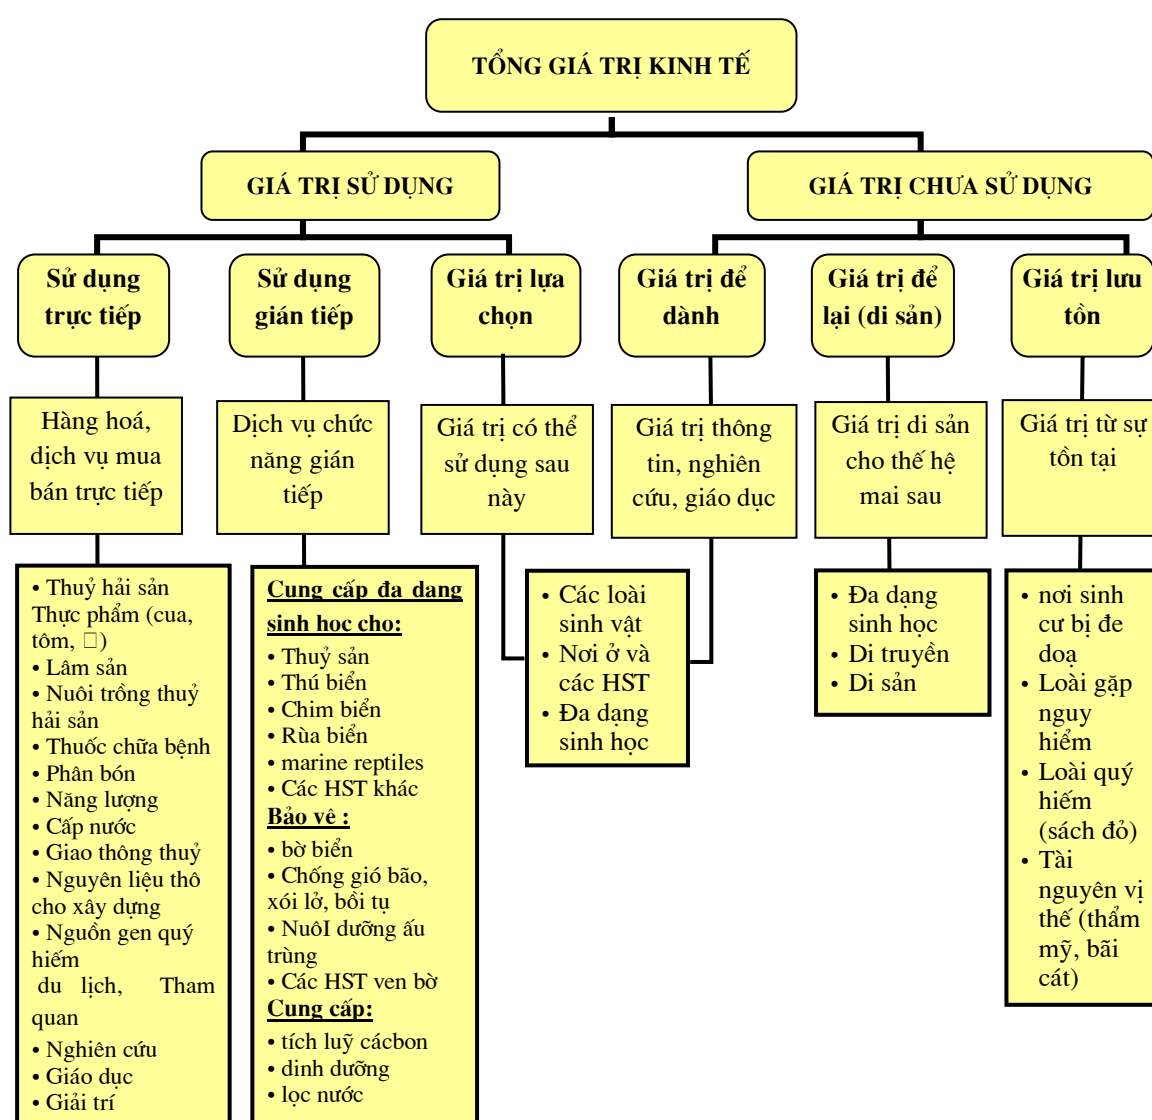 TỔNG GIÁ TRỊ KINH TẾ
GIÁ TRỊ SỬ DỤNG
GIÁ TRỊ CHƯA SỬ DỤNG
Sử dụng
trực tiếp
Sử dụng
gián tiếp
Giá trị lựa
chọn
Giá trị để
dành
Giá trị để
lại (di sản)
Giá trị lưu
tồn
Hàng hoá,
dịch vụ mua
bán trực tiếp
Dịch vụ chức
năng gián
tiếp
Giá trị có thể
sử dụng sau
này
Giá trị thông
tin, nghiên
cứu, giáo dục
Giá trị di sản
cho thế hệ
mai sau
Giá trị từ sự
tồn tại
• Thuỷ hải sản
Thực phẩm (cua,
tôm, □)
• Lâm sản
• Nuôi trồng thuỷ
hải sản
• Thuốc chữa bệnh
• Phân bón
• Năng lượng
• Cấp nước
• Giao thông thuỷ
• Nguyên liệu thô
cho xây dựng
• Nguồn gen quý
hiếm
du lịch, Tham
quan
• Nghiên cứu
• Giáo dục
• Giải trí
Cung cấp đa dang
sinh hoc cho:
• Thuỷ sản
• Thú biển
• Chim biển
• Rùa biển
• marine reptiles
• Các HST khác
Bảo vê :
• bờ biển
• Chống gió bão,
xói lở, bồi tụ
• NuôI dưỡng ấu
trùng
• Các HST ven bờ
Cung cấp:
• tích luỹ cácbon
• dinh dưỡng
• lọc nước
• Các loài
sinh vật
• Nơi ở và
các HST
• Đa dạng
sinh học
• Đa dạng
sinh học
• Di truyền
• Di sản
• nơi sinh
cư bị đe
doạ
• Loài gặp
nguy
hiểm
• Loài quý
hiếm
(sách đỏ)
• Tài
nguyên vị
thế (thẩm
mỹ, bãi
cát)